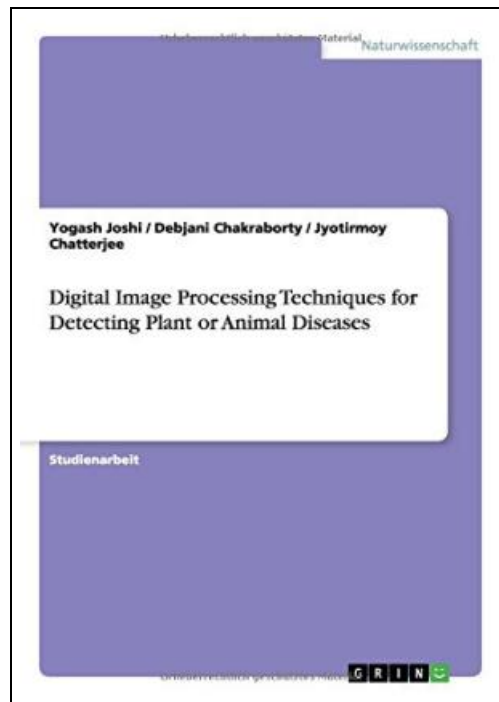 Naturwissenschaft
Yogash Joshi / Debjani Chakraborty / Jyotirmoy
Chatterjee
Digital Image Processing Techniques for
Detecting Plant or Animal Diseases
Studienarbeit
GRIN